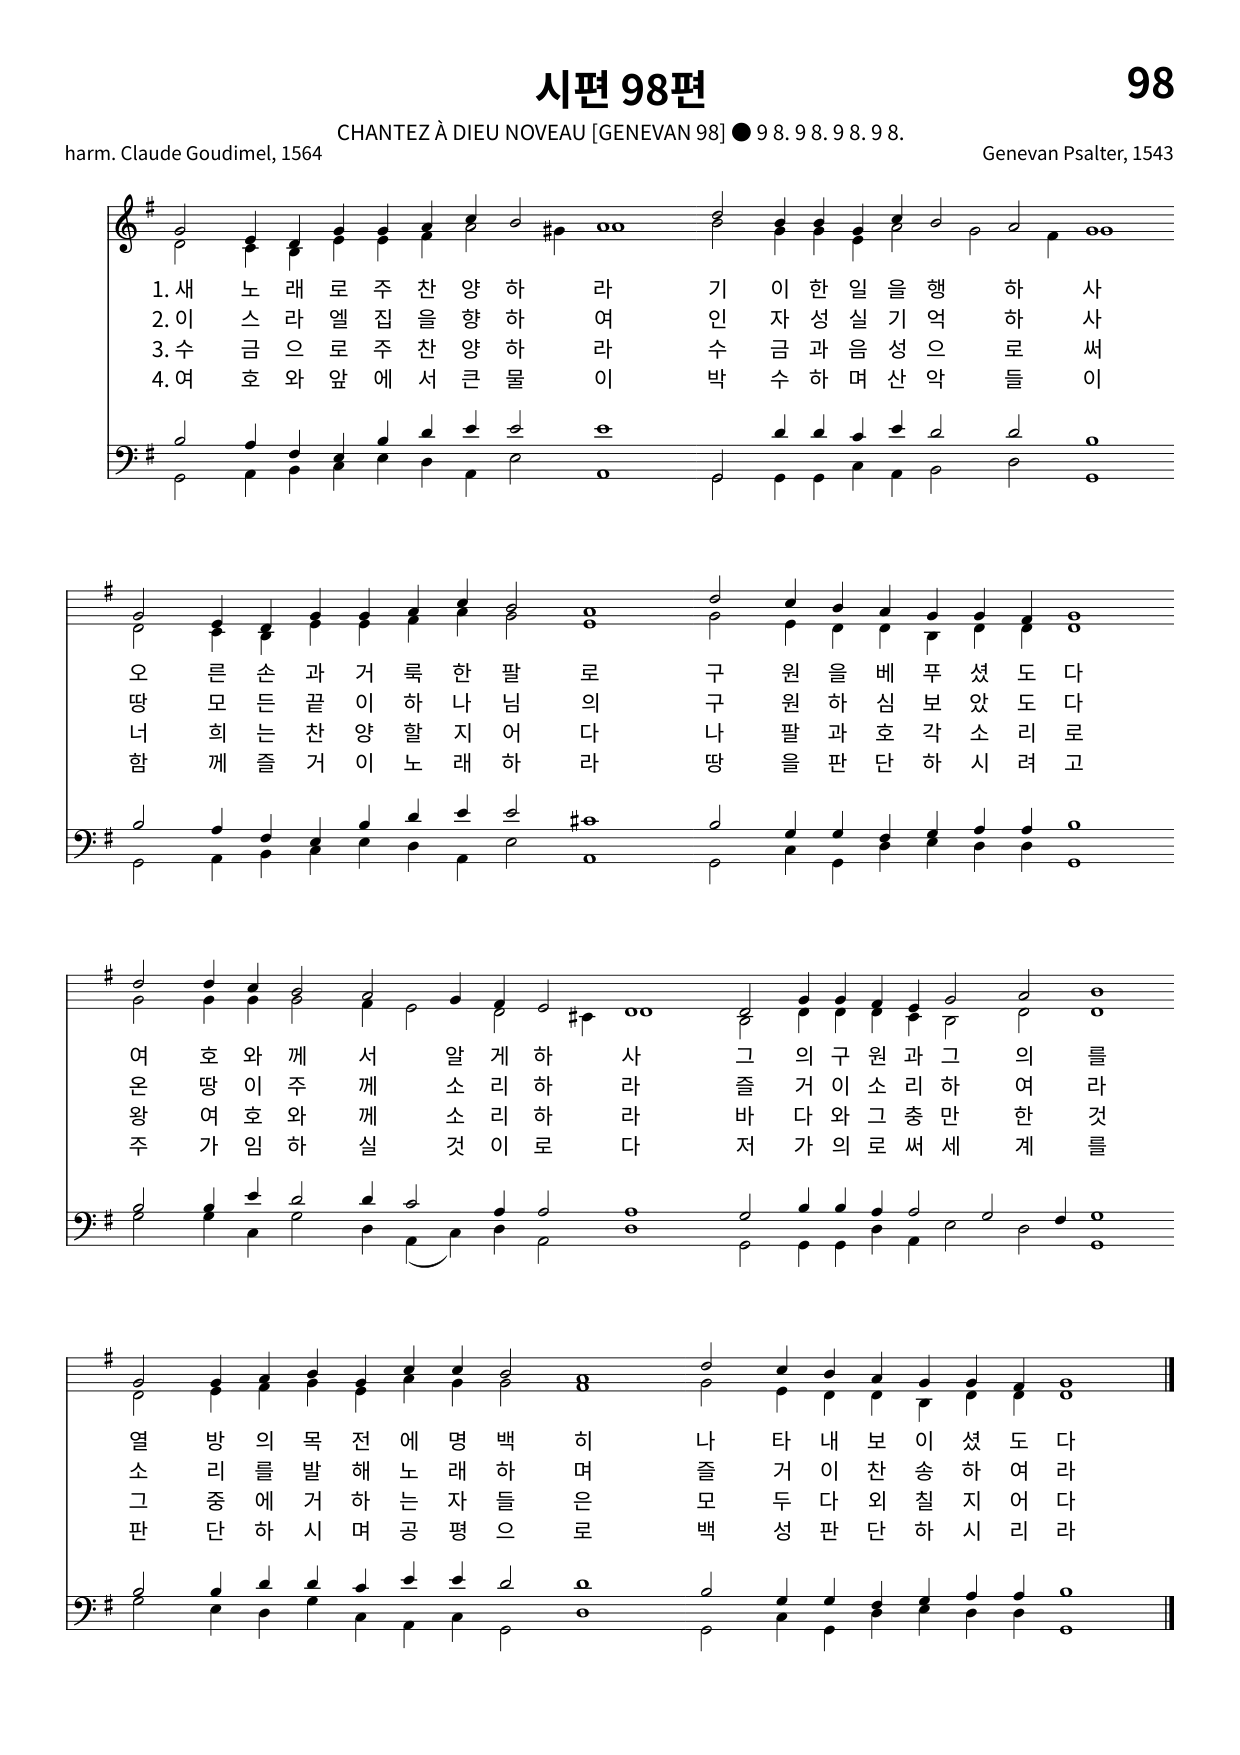 시편 98편
98
CHANTEZ À DIEU NOVEAU [GENEVAN 98] ● 9 8. 9 8. 9 8. 9 8.
harm. Claude Goudimel, 1564
Genevan Psalter, 1543
1. 새 노 래 로 주 찬 양 하 라 기 이 한 일 을 행 하 사
2. 이 스 라 엘 집 을 향 하 여 인 자 성 실 기 억 하 사
3. 수 금 으 로 주 찬 양 하 라 수 금 과 음 성 으 로 써
4. 여 호 와 앞 에 서 큰 물 이 박 수 하 며 산 악 들 이
오 른 손 과 거 룩 한 팔 로 구 원 을 베 푸 셨 도 다
땅 모 든 끝 이 하 나 님 의 구 원 하 심 보 았 도 다
너 희 는 찬 양 할 지 어 다 나 팔 과 호 각 소 리 로
함 께 즐 거 이 노 래 하 라 땅 을 판 단 하 시 려 고
여 호 와 께 서 알 게 하 사 그 의 구 원 과 그 의 를
온 땅 이 주 께 소 리 하 라 즐 거 이 소 리 하 여 라
왕 여 호 와 께 소 리 하 라 바 다 와 그 충 만 한 것
주 가 임 하 실 것 이 로 다 저 가 의 로 써 세 계 를
열 방 의 목 전 에 명 백 히 나 타 내 보 이 셨 도 다
소 리 를 발 해 노 래 하 며 즐 거 이 찬 송 하 여 라
그 중 에 거 하 는 자 들 은 모 두 다 외 칠 지 어 다
판 단 하 시 며 공 평 으 로 백 성 판 단 하 시 리 라